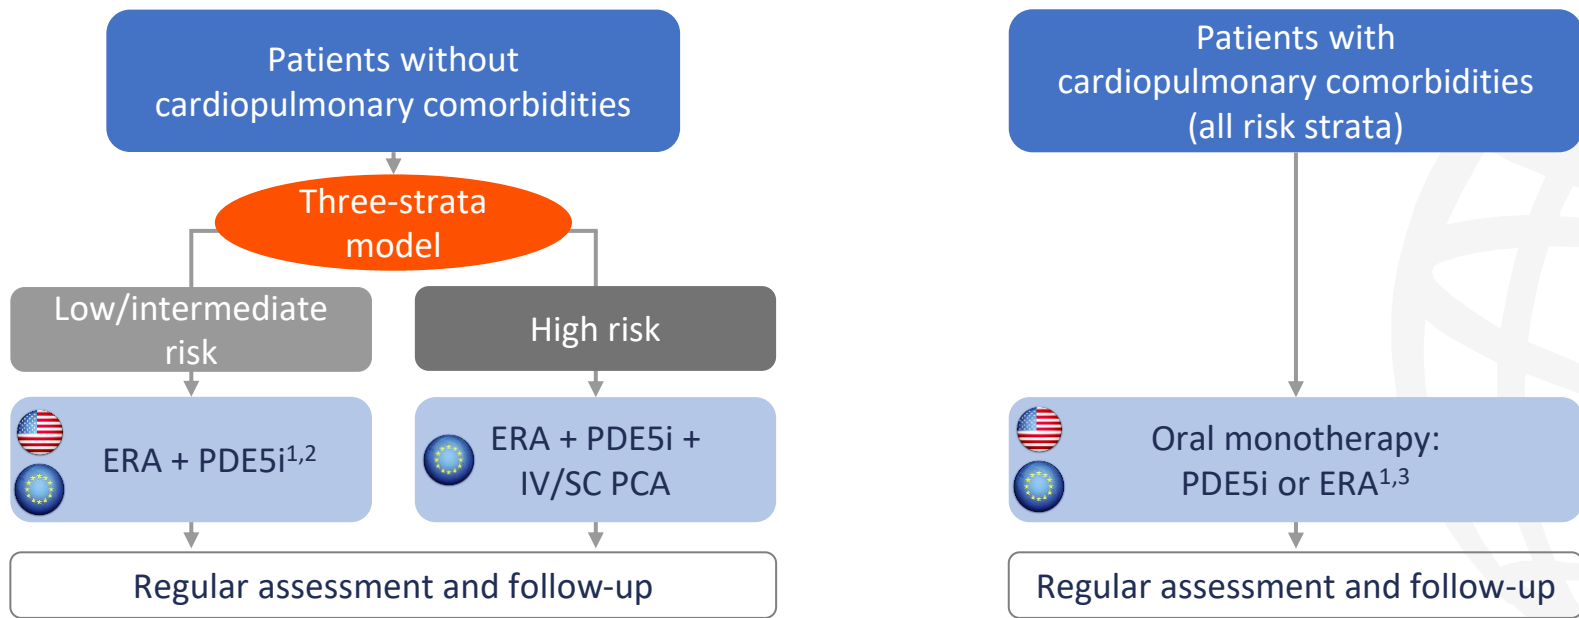 Patients without
cardiopulmonary comorbidities
Three-strata
model
Low/intermediate
risk
High risk
ERA + PDE5i1,2
ERA + PDE5i +
IV/SC PCA
Regular assessment and follow-up
Patients with
cardiopulmonary comorbidities
(all risk strata)
Oral monotherapy:
PDE5i or ERA1,3
Regular assessment and follow-up